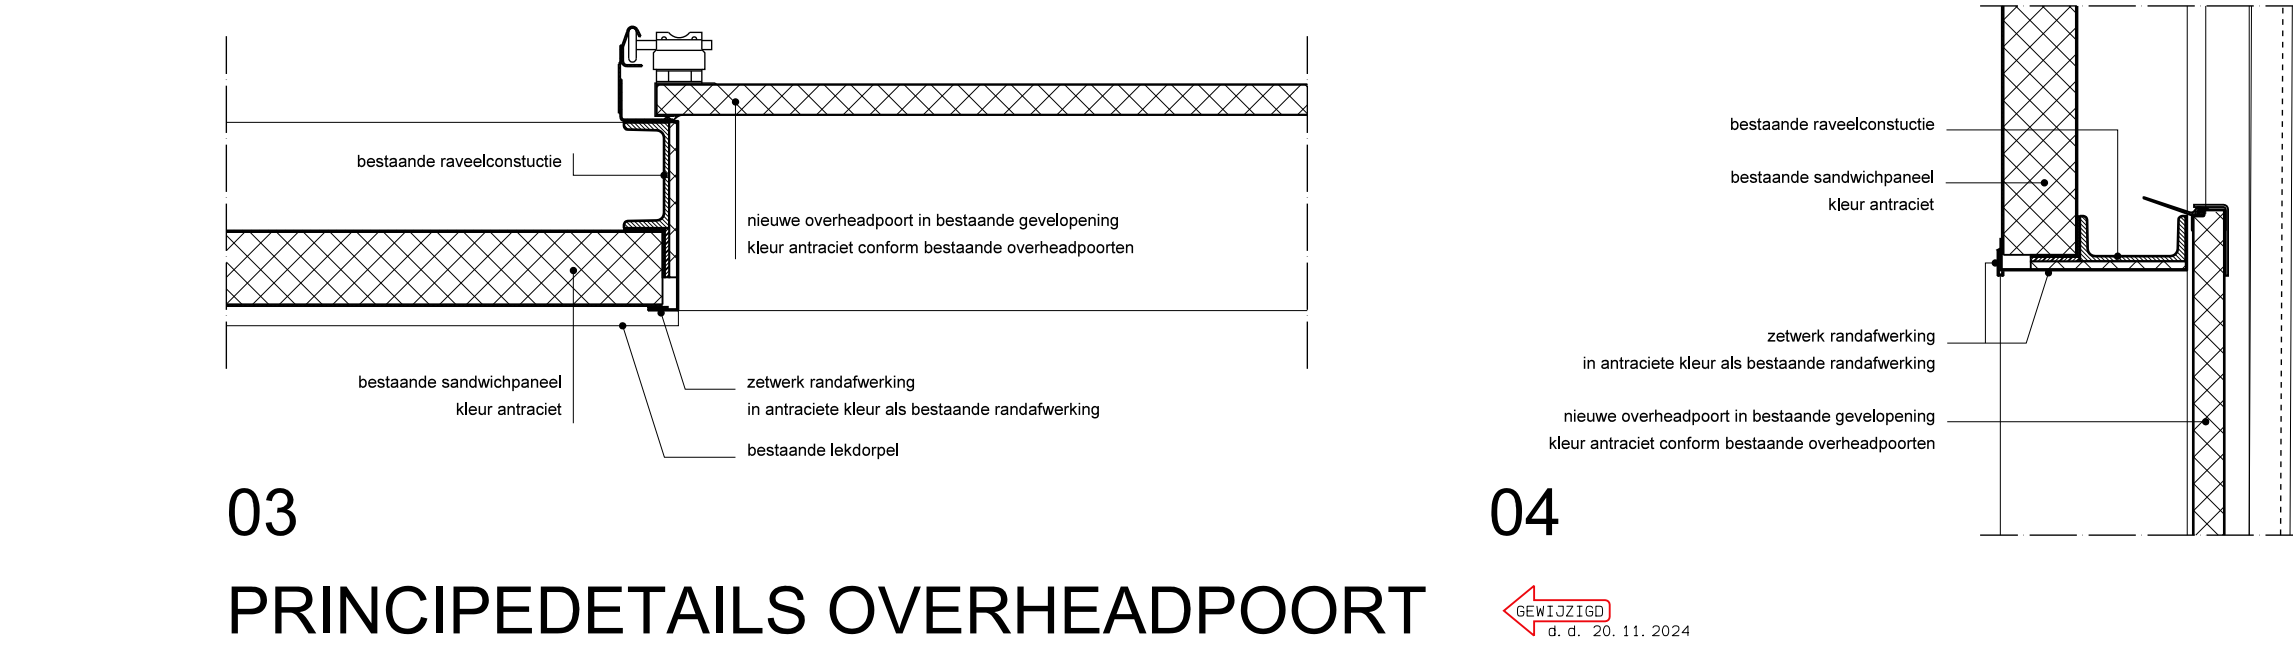 bestaande raveelconstuctie
nieuwe overheadpoort in bestaande gevelopening
kleur antraciet conform bestaande overheadpoorten
bestaande sandwichpaneel
kleur antraciet
zetwerk randafwerking
in antraciete kleur als bestaande randafwerking
bestaande lekdorpel
03
bestaande raveelconstuctie
bestaande sandwichpaneel
kleur antraciet
zetwerk randafwerking
in antraciete kleur als bestaande randafwerking
nieuwe overheadpoort in bestaande gevelopening
kleur antraciet conform bestaande overheadpoorten
04
PRINCIPEDETAILS OVERHEADPOORT
GEWIJZIGD
d.d. 20.11.2024